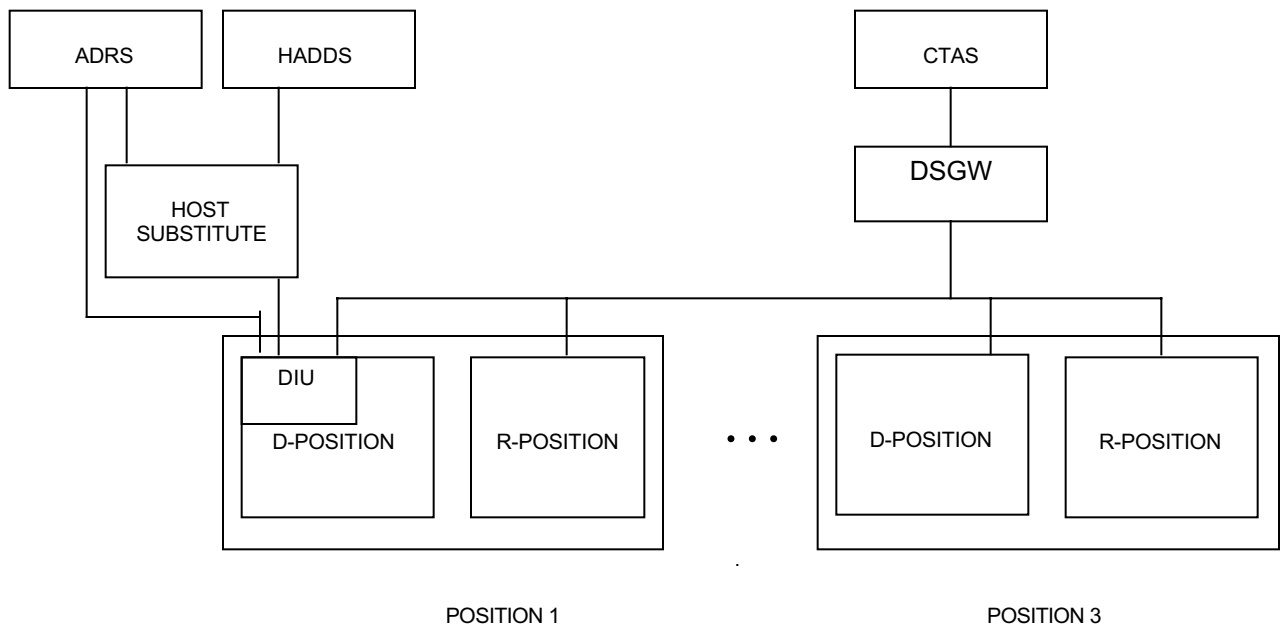 ADRS
HADDS
CTAS
DSGW
HOST
SUBSTITUTE
DIU
D-POSITION
R-POSITION
• • •
D-POSITION
R-POSITION
.
POSITION 1
POSITION 3